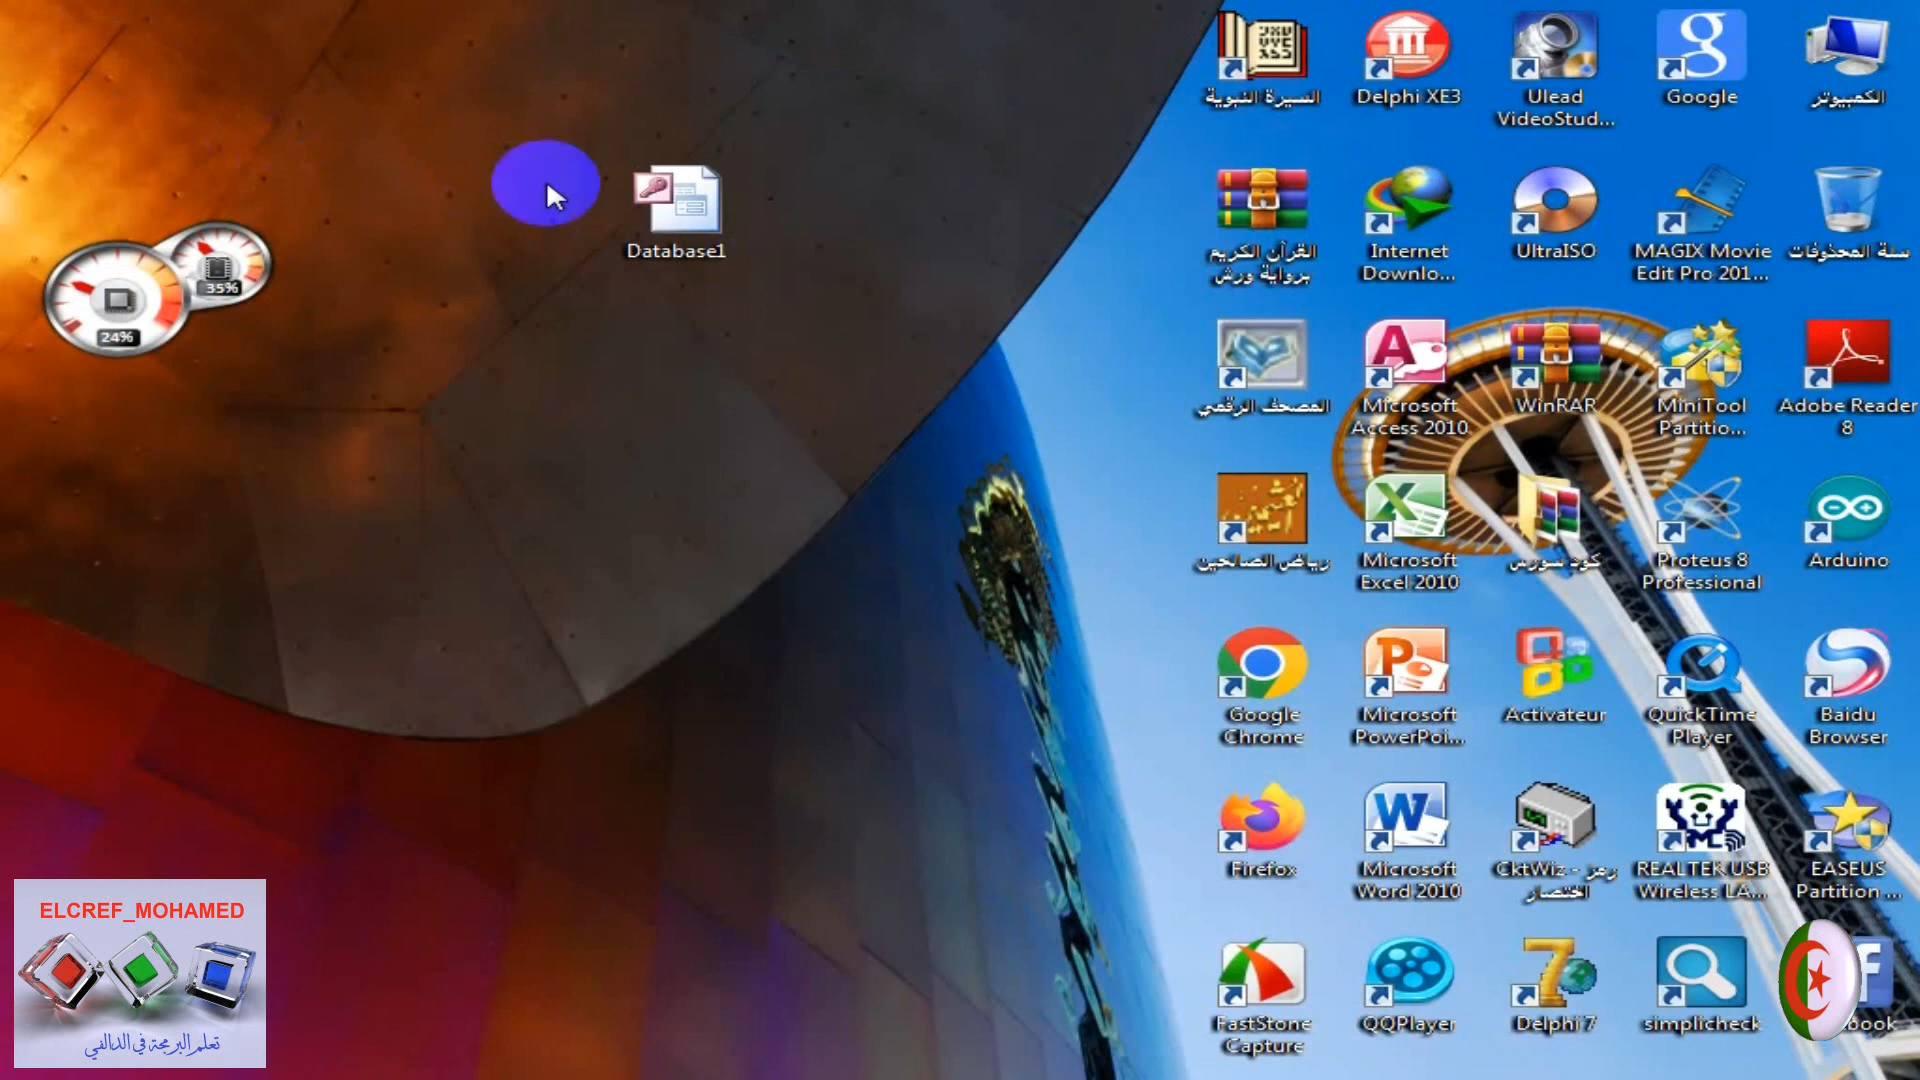 السيرة النبوية
Delphi XE3
Ulead
VideoStud...
Google
الكمبيوتر
Database1
القرآن الكريم
برواية ورش
Internet
Downlo...
UltraISO
MAGIX Movie
Edit Pro 201...
سلة المحذوفات
35%
24%
المصحف الرقمي
Microsoft
Access 2010
WinRAR
MiniTool
Partitio...
Adobe Reader
8
رياض الصالحين
Microsoft
Excel 2010
كود سورس
Proteus 8
Professional
Arduino
Google
Chrome
Microsoft
PowerPoi...
Activateur
QuickTime
Player
Baidu
Browser
Firefox
Microsoft
Word 2010
CktWiz - رمز
اختصار
REALTEK USB
Wireless LA...
EASEUS
Partition ...
FastStone
Capture
QQPlayer
Delphi 7
simplicheck
book
ELCREF_MOHAMED
تعلم البرمجة في الدالفي